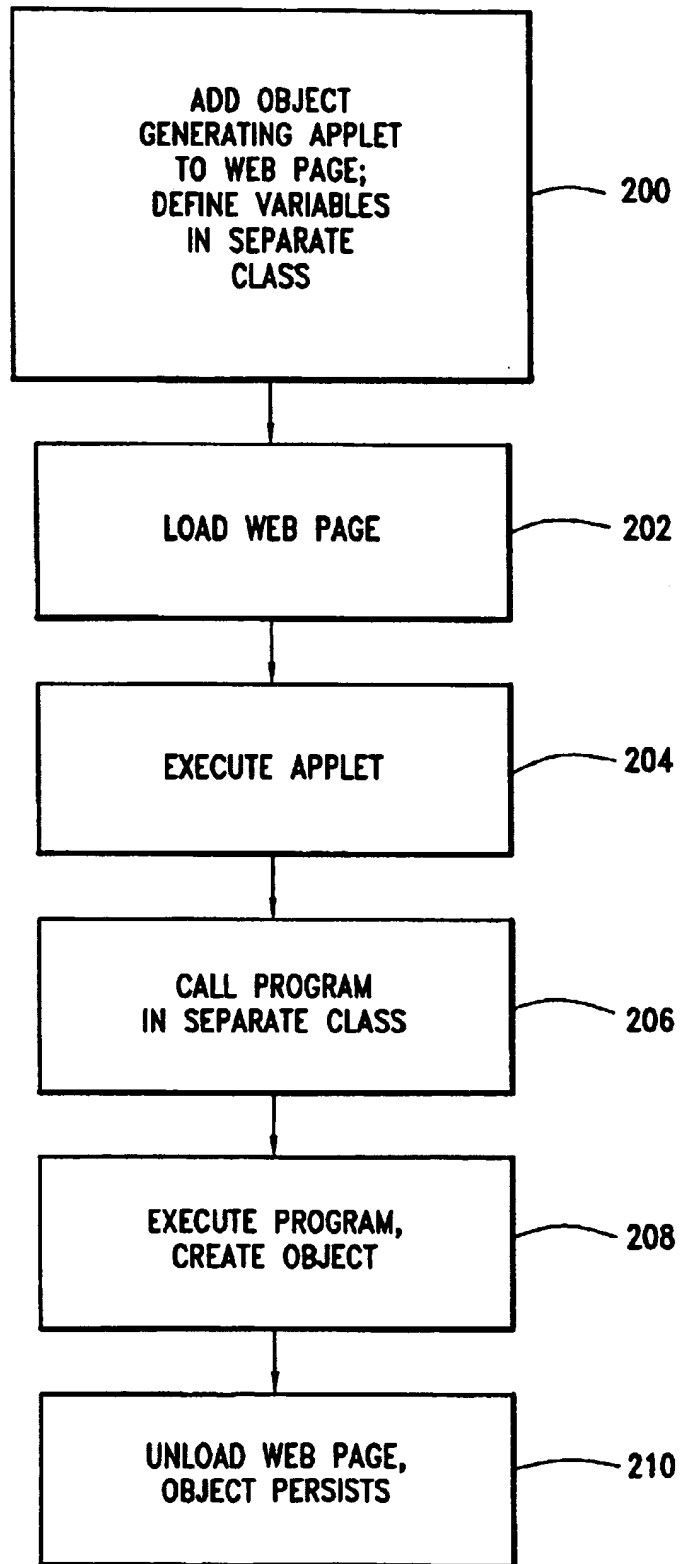 ADD OBJECT
GENERATING APPLET
TO WEB PAGE;
DEFINE VARIABLES
IN SEPARATE
CLASS
200
LOAD WEB PAGE
202
EXECUTE APPLET
204
CALL PROGRAM
IN SEPARATE CLASS
206
EXECUTE PROGRAM,
CREATE OBJECT
208
UNLOAD WEB PAGE,
OBJECT PERSISTS
210